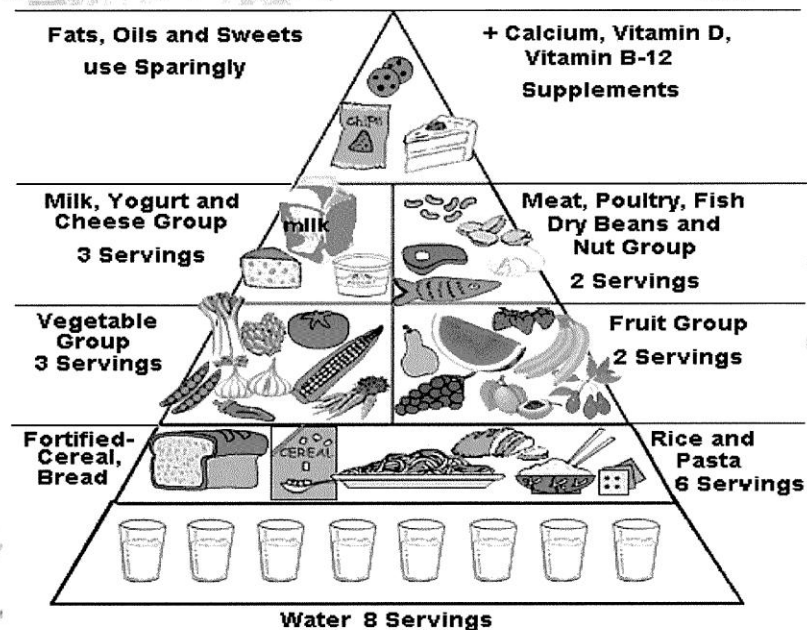 Fats, Oils and Sweets
use Sparingly
+ Calcium, Vitamin D,
Vitamin B-12
Supplements
Chips
Milk, Yogurt and
Cheese Group
3 Servings
milk
Meat, Poultry, Fish
Dry Beans and
Nut Group
2 Servings
Vegetable
Group
3 Servings
Fruit Group
2 Servings
Fortified-
Cereal,
Bread
CEREAL
Rice and
Pasta
6 Servings
Water 8 Servings